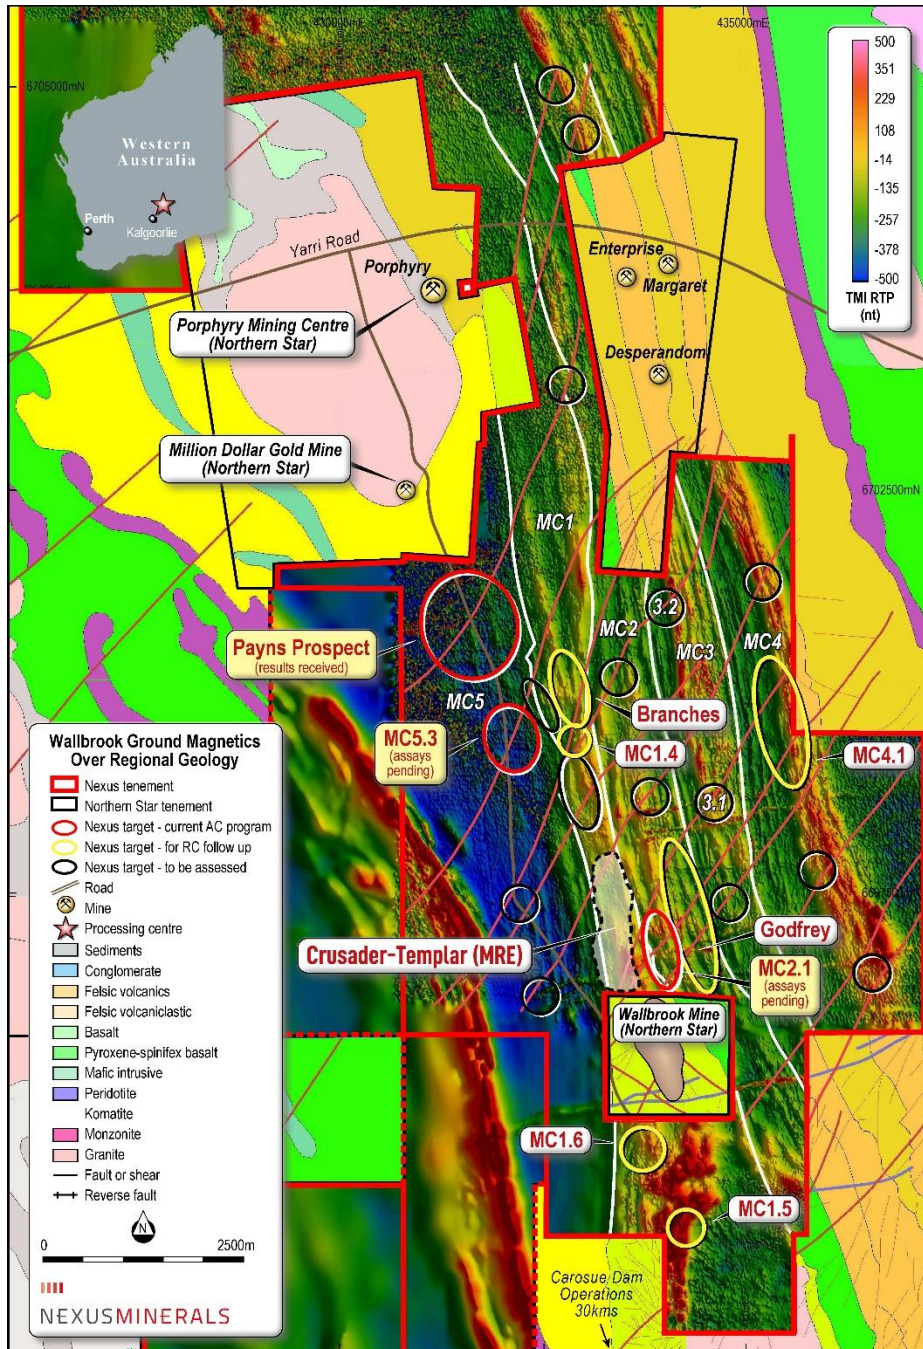 430000mE
435000mE
6705000mN
Western
Australia
Perth
Kalgoorlie
500
351
229
108
-14
-135
-257
-378
-500
TMI RTP
(nt)
Yarri Road
Porphyry
Enterprise
Margaret
Porphyry Mining Centre
(Northern Star)
Desperandom
Million Dollar Gold Mine
(Northern Star)
6702500mN
MC1
3.2
MC2
MC3
MC4
Payns Prospect
(results received)
MC5
Branches
MC5.3
(assays
pending)
MC1.4
MC4.1
3.1
Crusader-Templar (MRE)
Godfrey
MC2.1
(assays
pending)
Wallbrook Mine
(Northern Star)
MC1.6
MC1.5
Carosue Dam
Operations
30kms
Wallbrook Ground Magnetics
Over Regional Geology
Nexus tenement
Northern Star tenement
Nexus target - current AC program
Nexus target - for RC follow up
Nexus target - to be assessed
Road
Mine
Processing centre
Sediments
Conglomerate
Felsic volcanics
Felsic volcaniclastic
Basalt
Pyroxene-spinifex basalt
Mafic intrusive
Peridotite
Komatite
Monzonite
Granite
Fault or shear
Reverse fault
N
0
2500m
NEXUSMINERALS